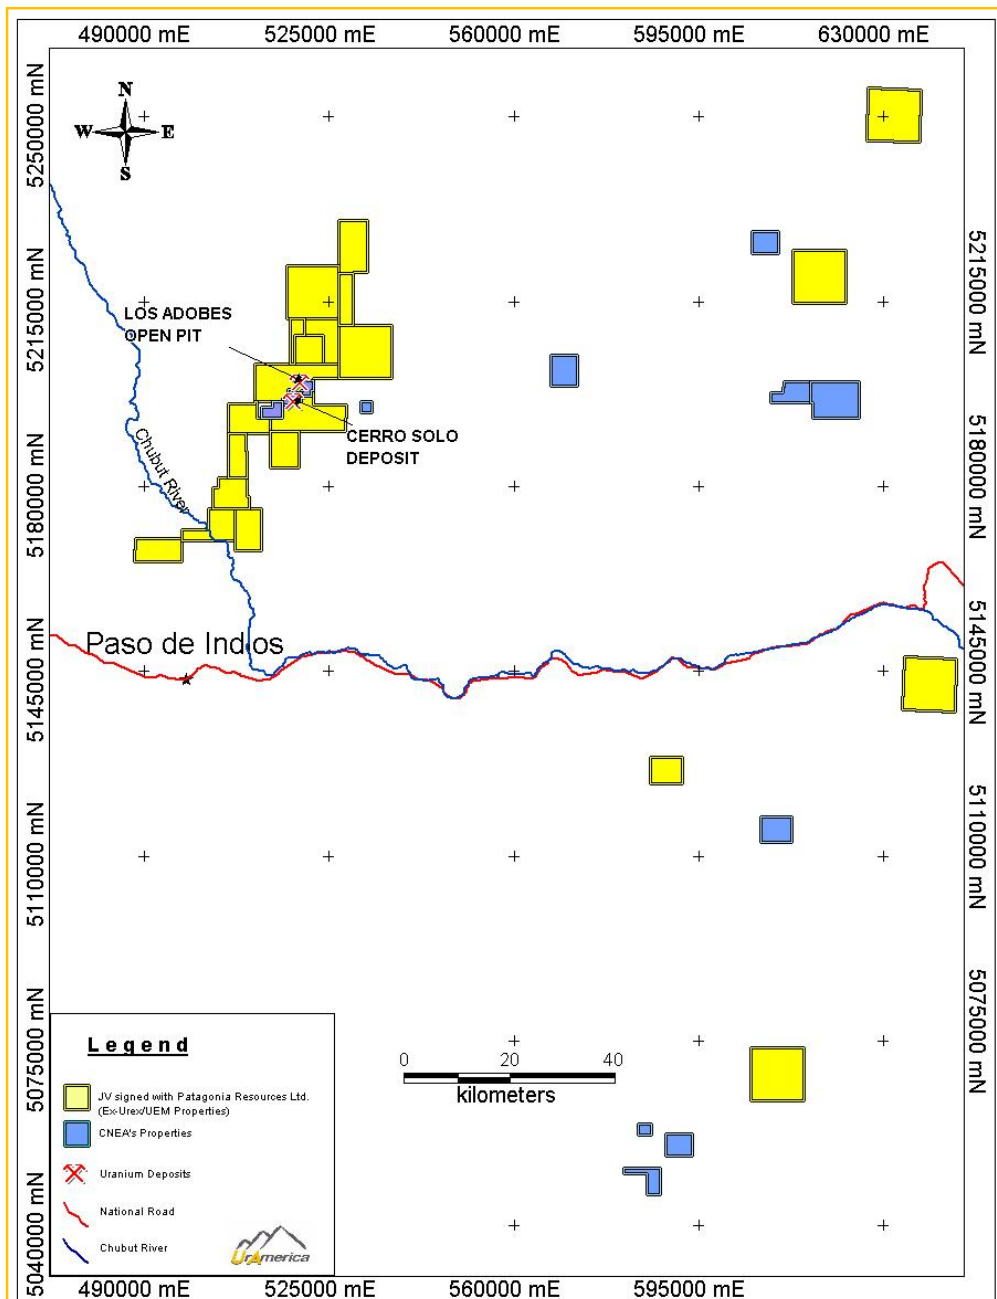 490000 mE 525000 mE 560000 mE 595000 mE 630000 mE
5250000 mN
5215000 mN
5180000 mN
5145000 mN
5110000 mN
5075000 mN
5040000 mN
N
W E
S
LOS ADOBES
OPEN PIT
CERRO SOLO
DEPOSIT
Chubut River
Paso de Indios
5215000 mN
5180000 mN
5145000 mN
5110000 mN
5075000 mN
0 20 40
kilometers
Legend
JV signed with Patagonia Resources Ltd.
(Ex-Urex/UEM Properties)
CNEA's Properties
Uranium Deposits
National Road
Chubut River
UrAmerica
490000 mE 525000 mE 560000 mE 595000 mE